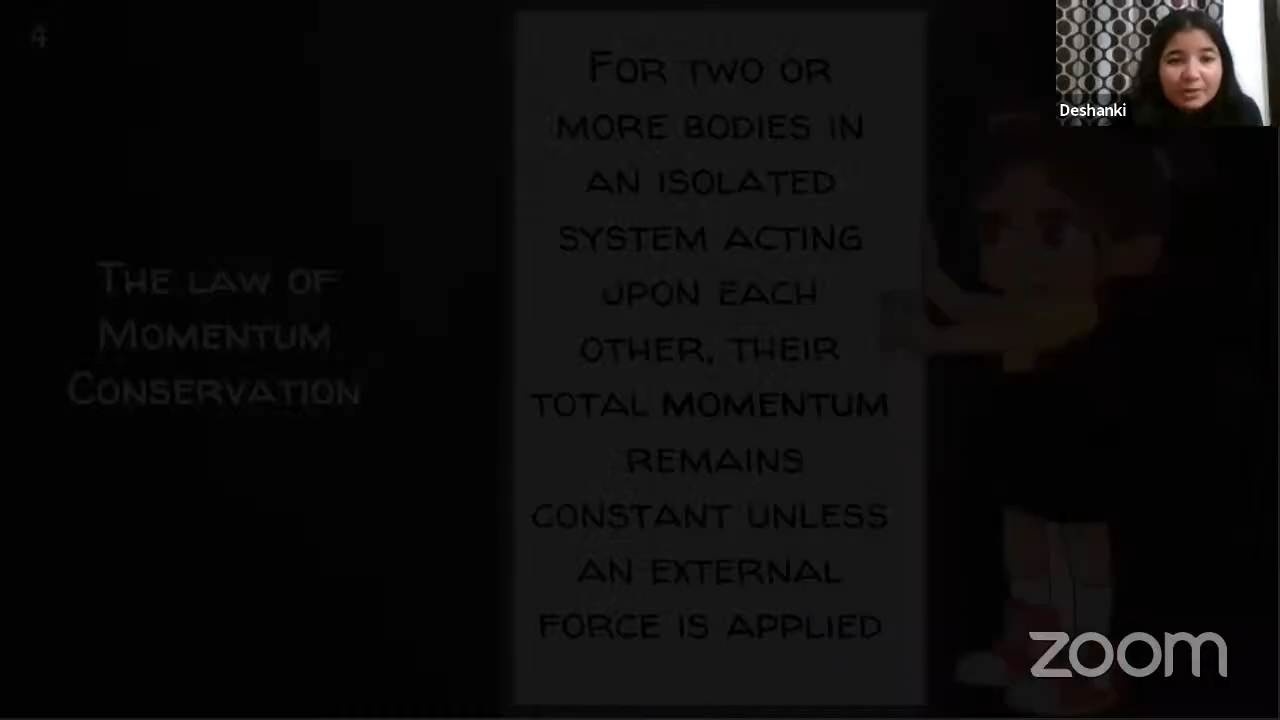 4
The Law of
Momentum
Conservation
For two or
more bodies in
an isolated
system acting
upon each
other, their
total momentum
remains
constant unless
an external
force is applied
Deshanki
zoom